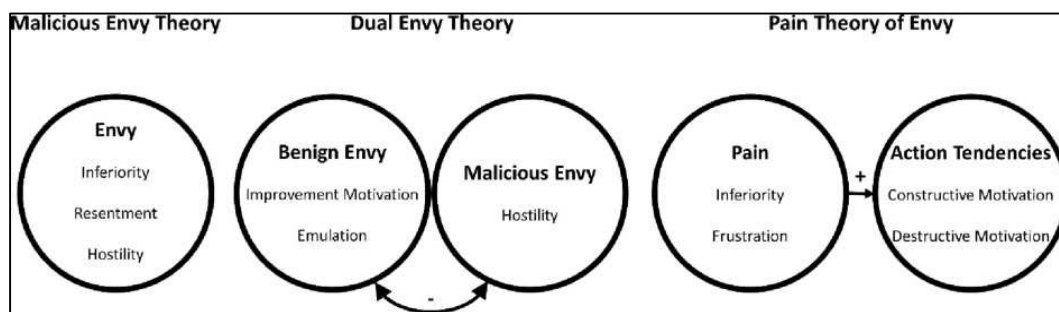 Malicious Envy Theory
Dual Envy Theory
Pain Theory of Envy
Envy
Inferiority
Resentment
Hostility
Benign Envy
Improvement Motivation
Emulation
Malicious Envy
Hostility
-
Pain
Inferiority
Frustration
+
Action Tendencies
Constructive Motivation
Destructive Motivation